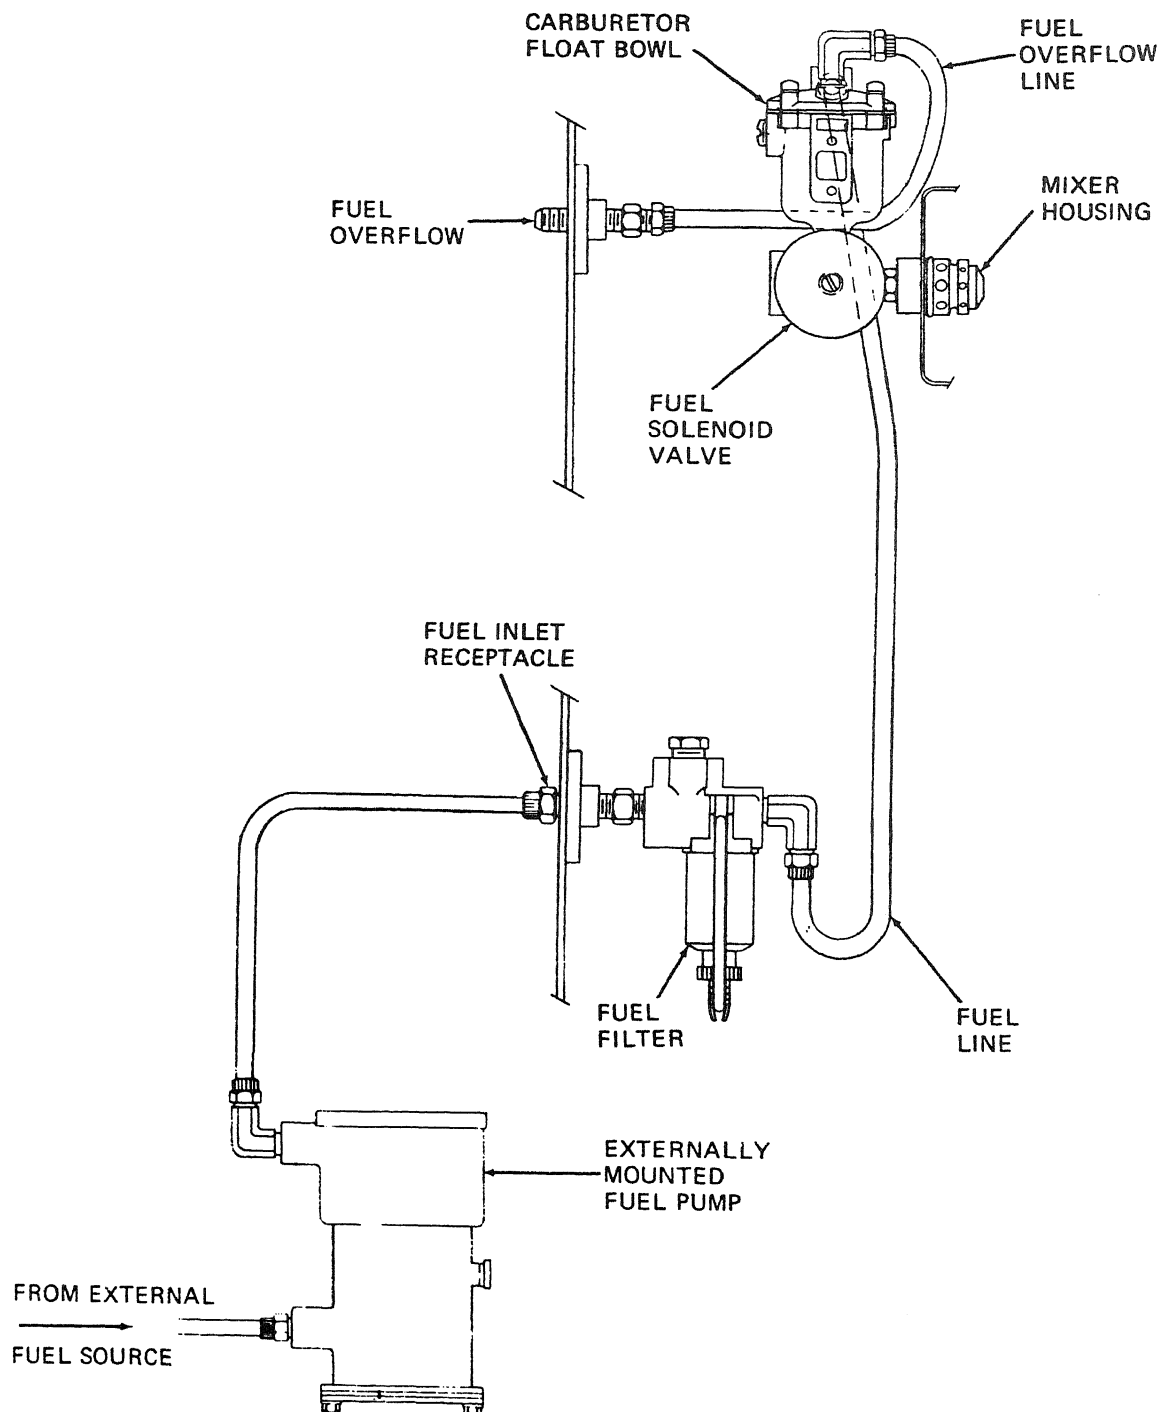 CARBURETOR
FLOAT BOWL
FUEL
OVERFLOW
LINE
MIXER
HOUSING
FUEL
OVERFLOW
FUEL
SOLENOID
VALVE
FUEL INLET
RECEPTACLE
FUEL
FILTER
FUEL
LINE
EXTERNALLY
MOUNTED
FUEL PUMP
FROM EXTERNAL
FUEL SOURCE